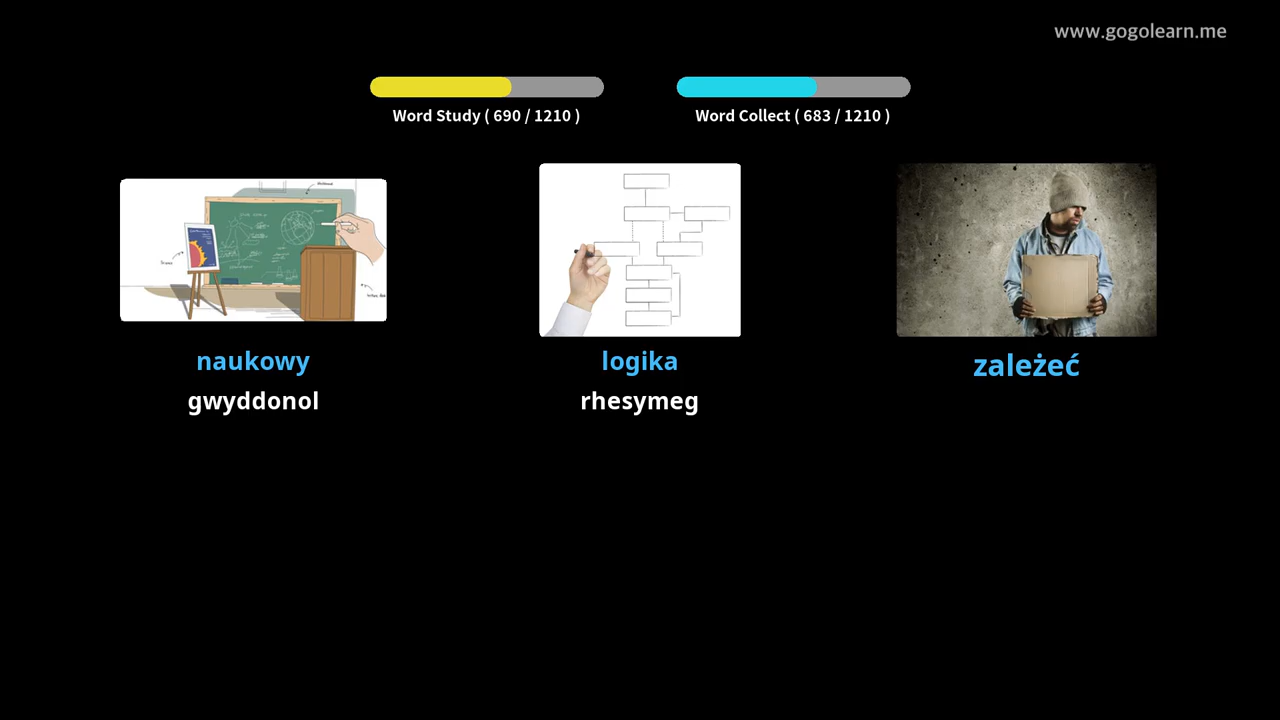 www.gogolearn.me
Word Study ( 690 / 1210 )
Word Collect ( 683 / 1210 )
naukowy
gwyddonol
logika
rhesymeg
zależeć